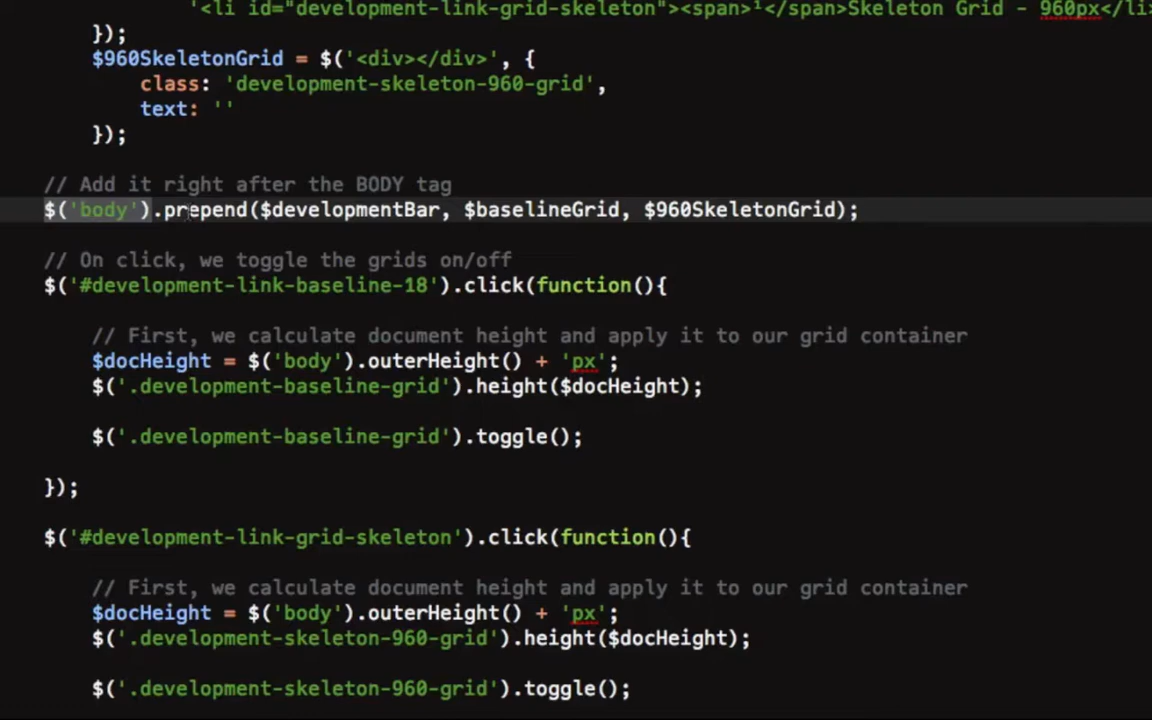 '<li id="development-link-grid-skeleton"><span>¹</span>Skeleton Grid - 960px</li>
});
$960SkeletonGrid = $('<div></div>', {
class: 'development-skeleton-960-grid',
text: ''
});
// Add it right after the BODY tag
$('body').prepend($developmentBar, $baselineGrid, $960SkeletonGrid);
// On click, we toggle the grids on/off
$('#development-link-baseline-18').click(function(){
// First, we calculate document height and apply it to our grid container
$docHeight = $('body').outerHeight() + 'px';
$('.development-baseline-grid').height($docHeight);
$('.development-baseline-grid').toggle();
});
$('#development-link-grid-skeleton').click(function(){
// First, we calculate document height and apply it to our grid container
$docHeight = $('body').outerHeight() + 'px';
$('.development-skeleton-960-grid').height($docHeight);
$('.development-skeleton-960-grid').toggle();